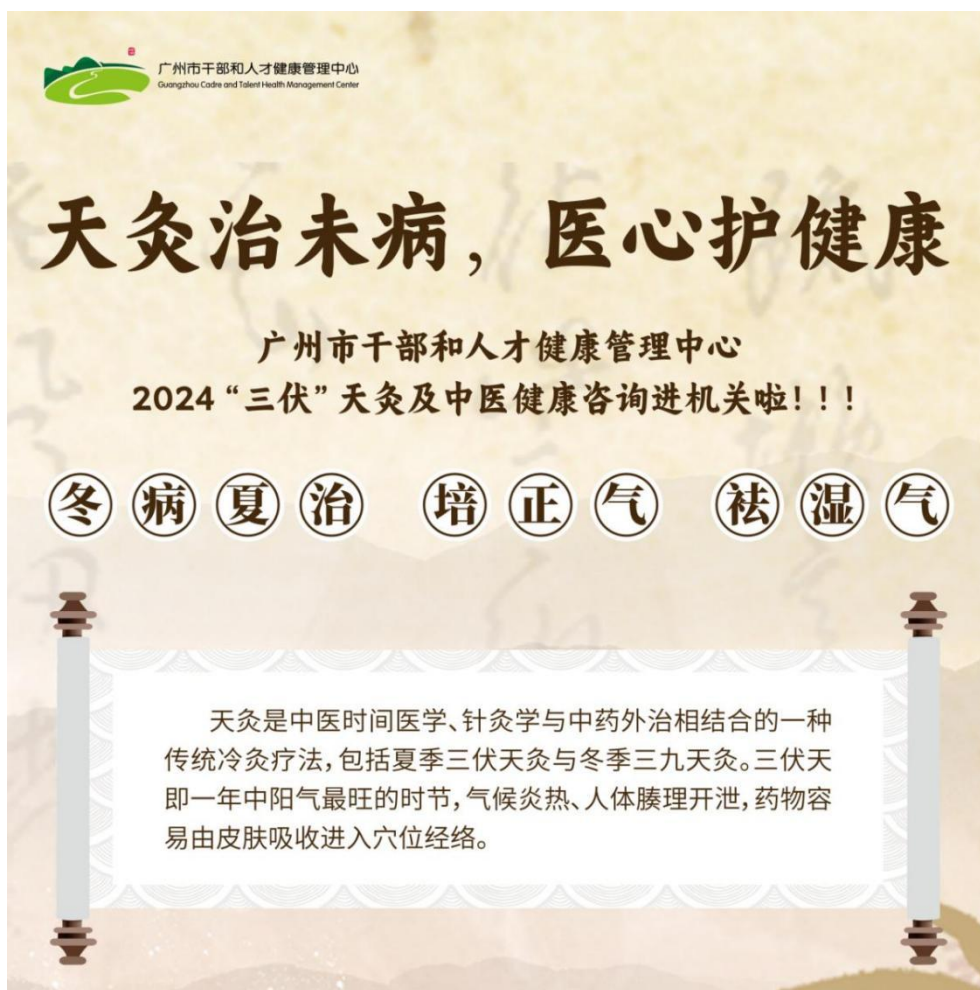 广州市干部和人才健康管理中心
Guangzhou Cadre and Talent Health Management Center
天灸治未病，医心护健康
广州市干部和人才健康管理中心
2024“三伏”天灸及中医健康咨询进机关啦！！！
冬病夏治 培正气 祛湿气
天灸是中医时间医学、针灸学与中药外治相结合的一种
传统冷灸疗法，包括夏季三伏天灸与冬季三九天灸。三伏天
即一年中阳气最旺的时节，气候炎热、人体腠理开泄，药物容
易由皮肤吸收进入穴位经络。